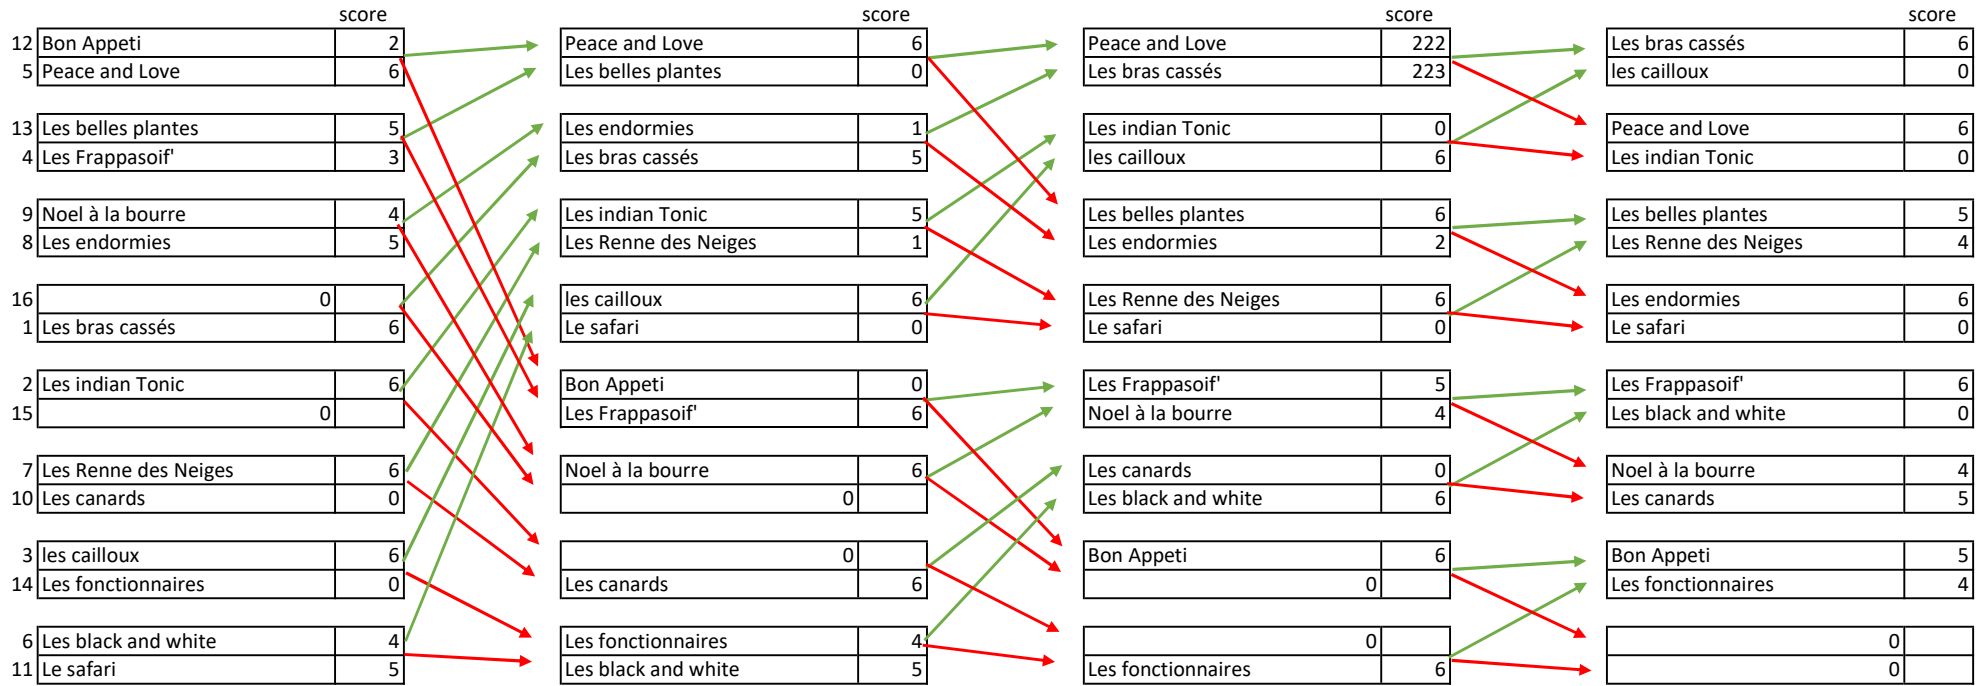 score score score score
12 Bon Appeti 2 Peace and Love 6 Peace and Love 222 Les bras cassés 6
5 Peace and Love 6 Les belles plantes 0 Les bras cassés 223 les cailloux 0
13 Les belles plantes 5 Les endormies 1 Les indian Tonic 0 Peace and Love 6
4 Les Frappasoif' 3 Les bras cassés 5 les cailloux 6 Les indian Tonic 0
9 Noel à la bourre 4 Les indian Tonic 5 Les belles plantes 6 Les belles plantes 5
8 Les endormies 5 Les Renne des Neiges 1 Les endormies 2 Les Renne des Neiges 4
16 0 les cailloux 6 Les Renne des Neiges 6 Les endormies 6
1 Les bras cassés 6 Le safari 0 Le safari 0 Le safari 0
2 Les indian Tonic 6 Bon Appeti 0 Les Frappasoif' 5 Les Frappasoif' 6
15 0 Les Frappasoif' 6 Noel à la bourre 4 Les black and white 0
7 Les Renne des Neiges 6 Noel à la bourre 6 Les canards 0 Noel à la bourre 4
10 Les canards 0 0 Les black and white 6 Les canards 5
3 les cailloux 6 0 Bon Appeti 6 Bon Appeti 5
14 Les fonctionnaires 0 Les canards 6 0 Les fonctionnaires 4
6 Les black and white 4 Les fonctionnaires 4 0 0
11 Le safari 5 Les black and white 5 Les fonctionnaires 6 0